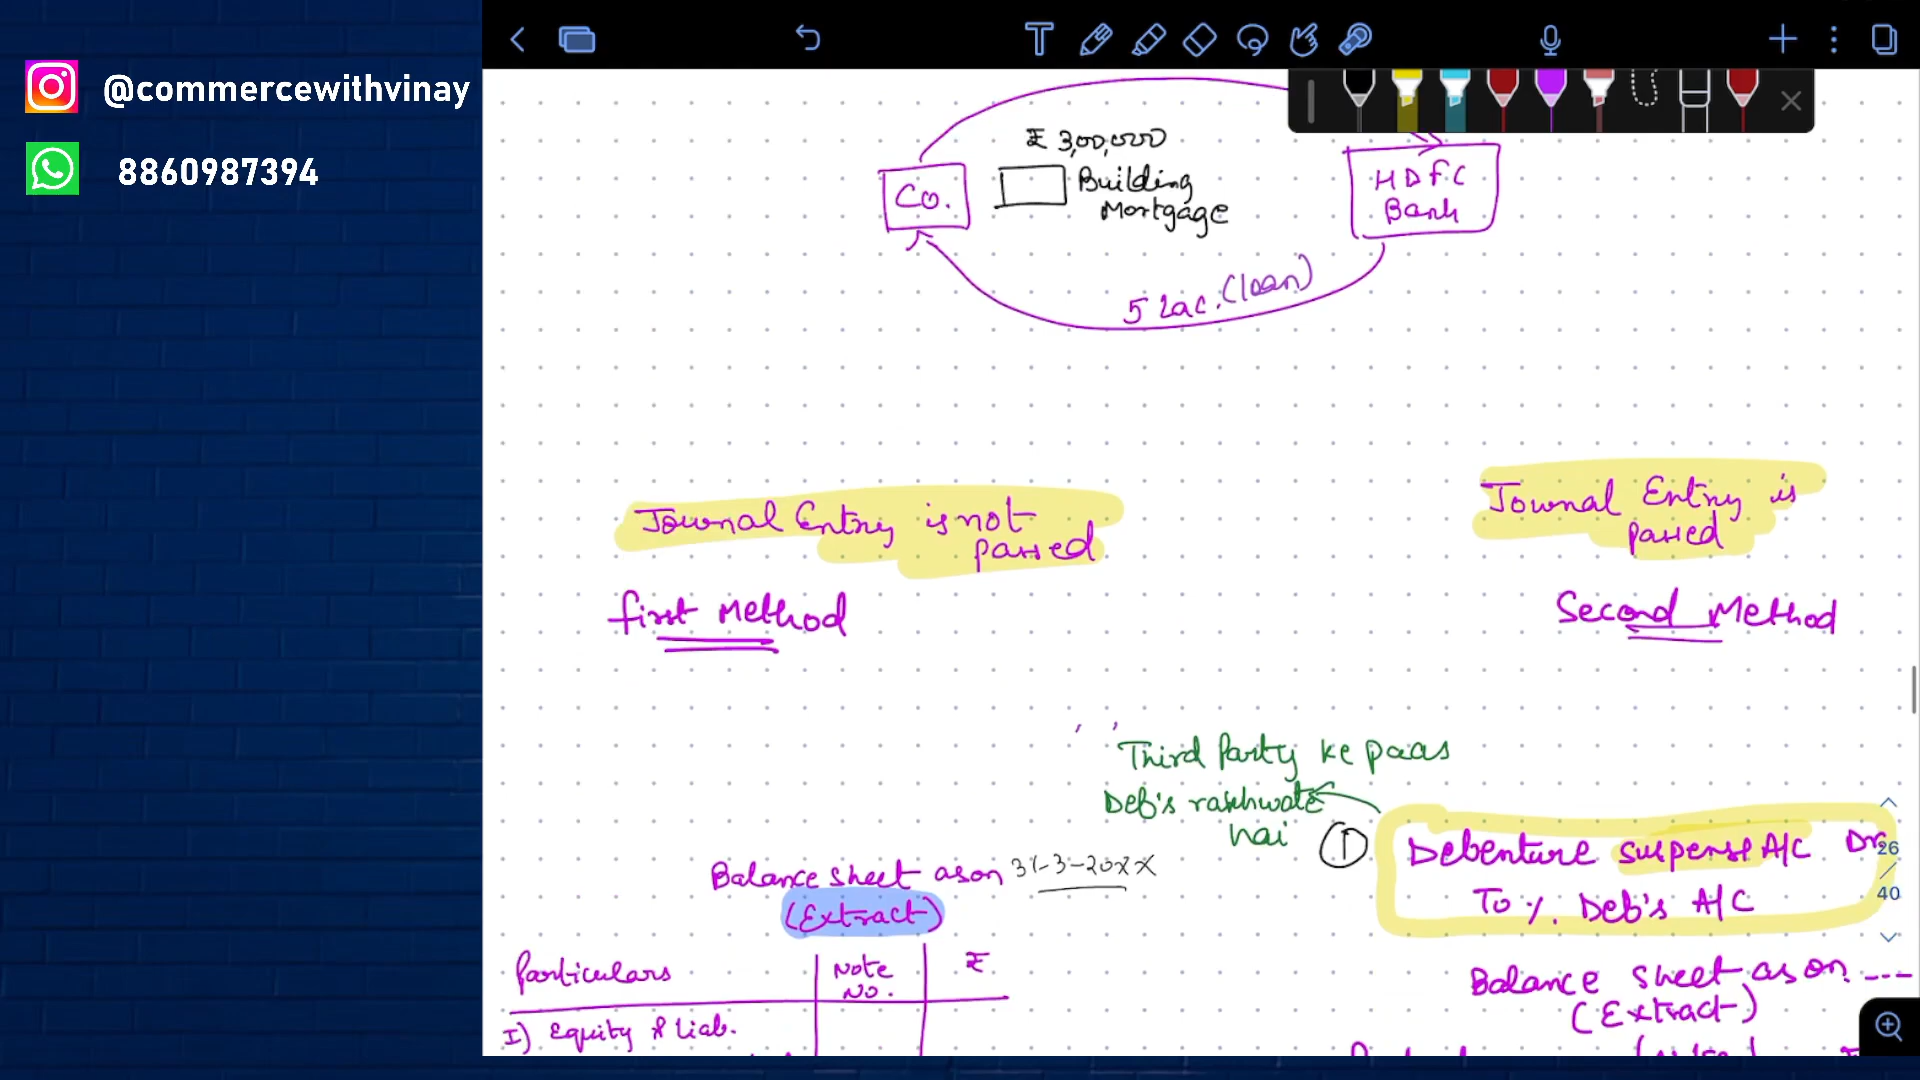 @commercewithvinay
8860987394
₹ 3,00,000
Co.
Building
Mortgage
HDFC
Bank
5 Lac. (loan)
Journal Entry is not
passed
Journal Entry is
passed
First Method
Second Method
Third Party ke paas
Deb's rakhwate
hai
①
Debenture suspense A/C Dr.
To %. Deb's A/C
26
40
Balance sheet as on 31-3-20XX
(Extract)
Particulars
Note
No.
₹
I) Equity & Liab.
Balance Sheet as on ---
(Extract)